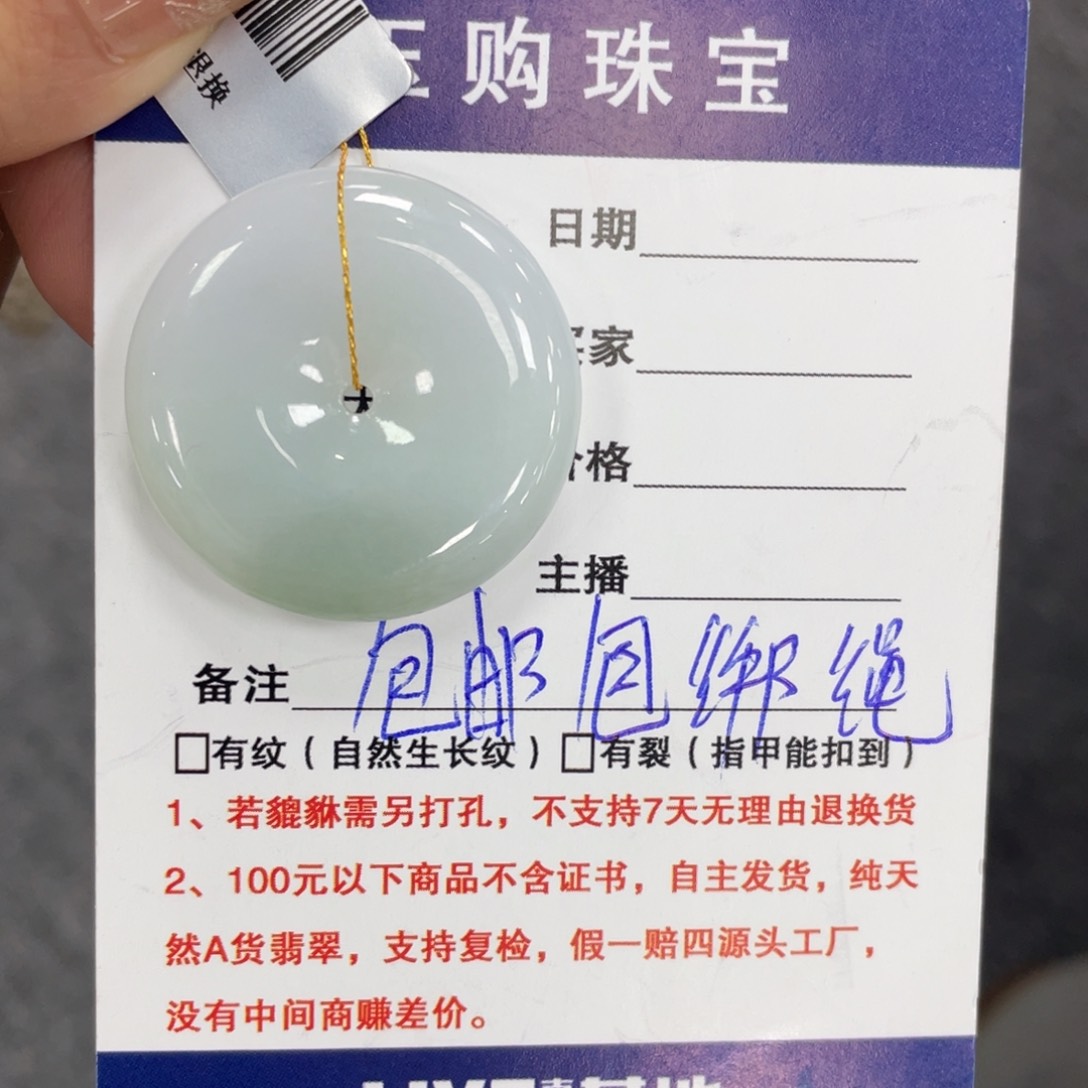 退换
购珠宝
日期
买家
价格
主播
备注 包邮包绑绳
□有纹（自然生长纹）□有裂（指甲能扣到）
1、若貔貅需另打孔，不支持7天无理由退换货
2、100元以下商品不含证书，自主发货，纯天
然A货翡翠，支持复检，假一赔四源头工厂，
没有中间商赚差价。